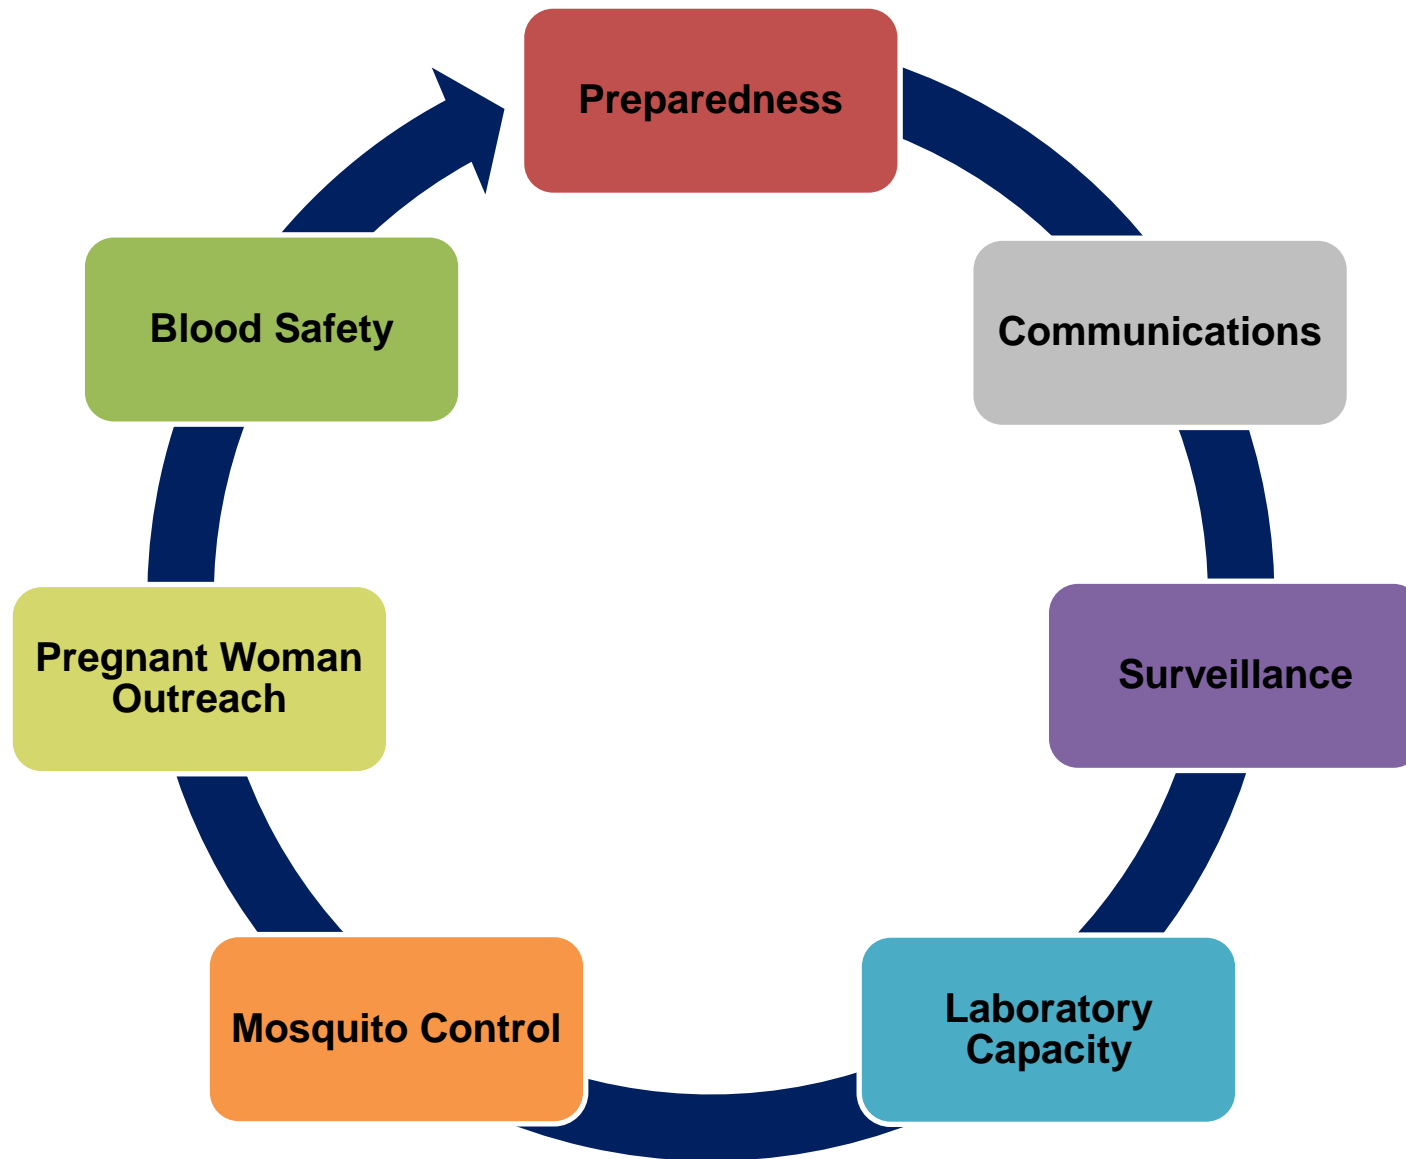 Preparedness
Communications
Surveillance
Laboratory
Capacity
Mosquito Control
Pregnant Woman
Outreach
Blood Safety